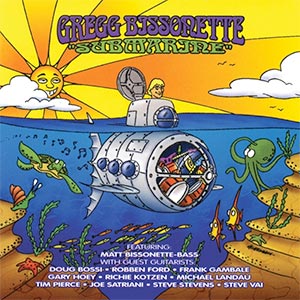 GREGG BISSONETTE
"SUBMARINE"
FEATURING:
MATT BISSONETTE-BASS
WITH GUEST GUITARISTS:
DOUG BOSSI • ROBBEN FORD • FRANK GAMBALE
GARY HOEY • RICHIE KOTZEN • MICHAEL LANDAU
TIM PIERCE • JOE SATRIANI • STEVE STEVENS • STEVE VAI